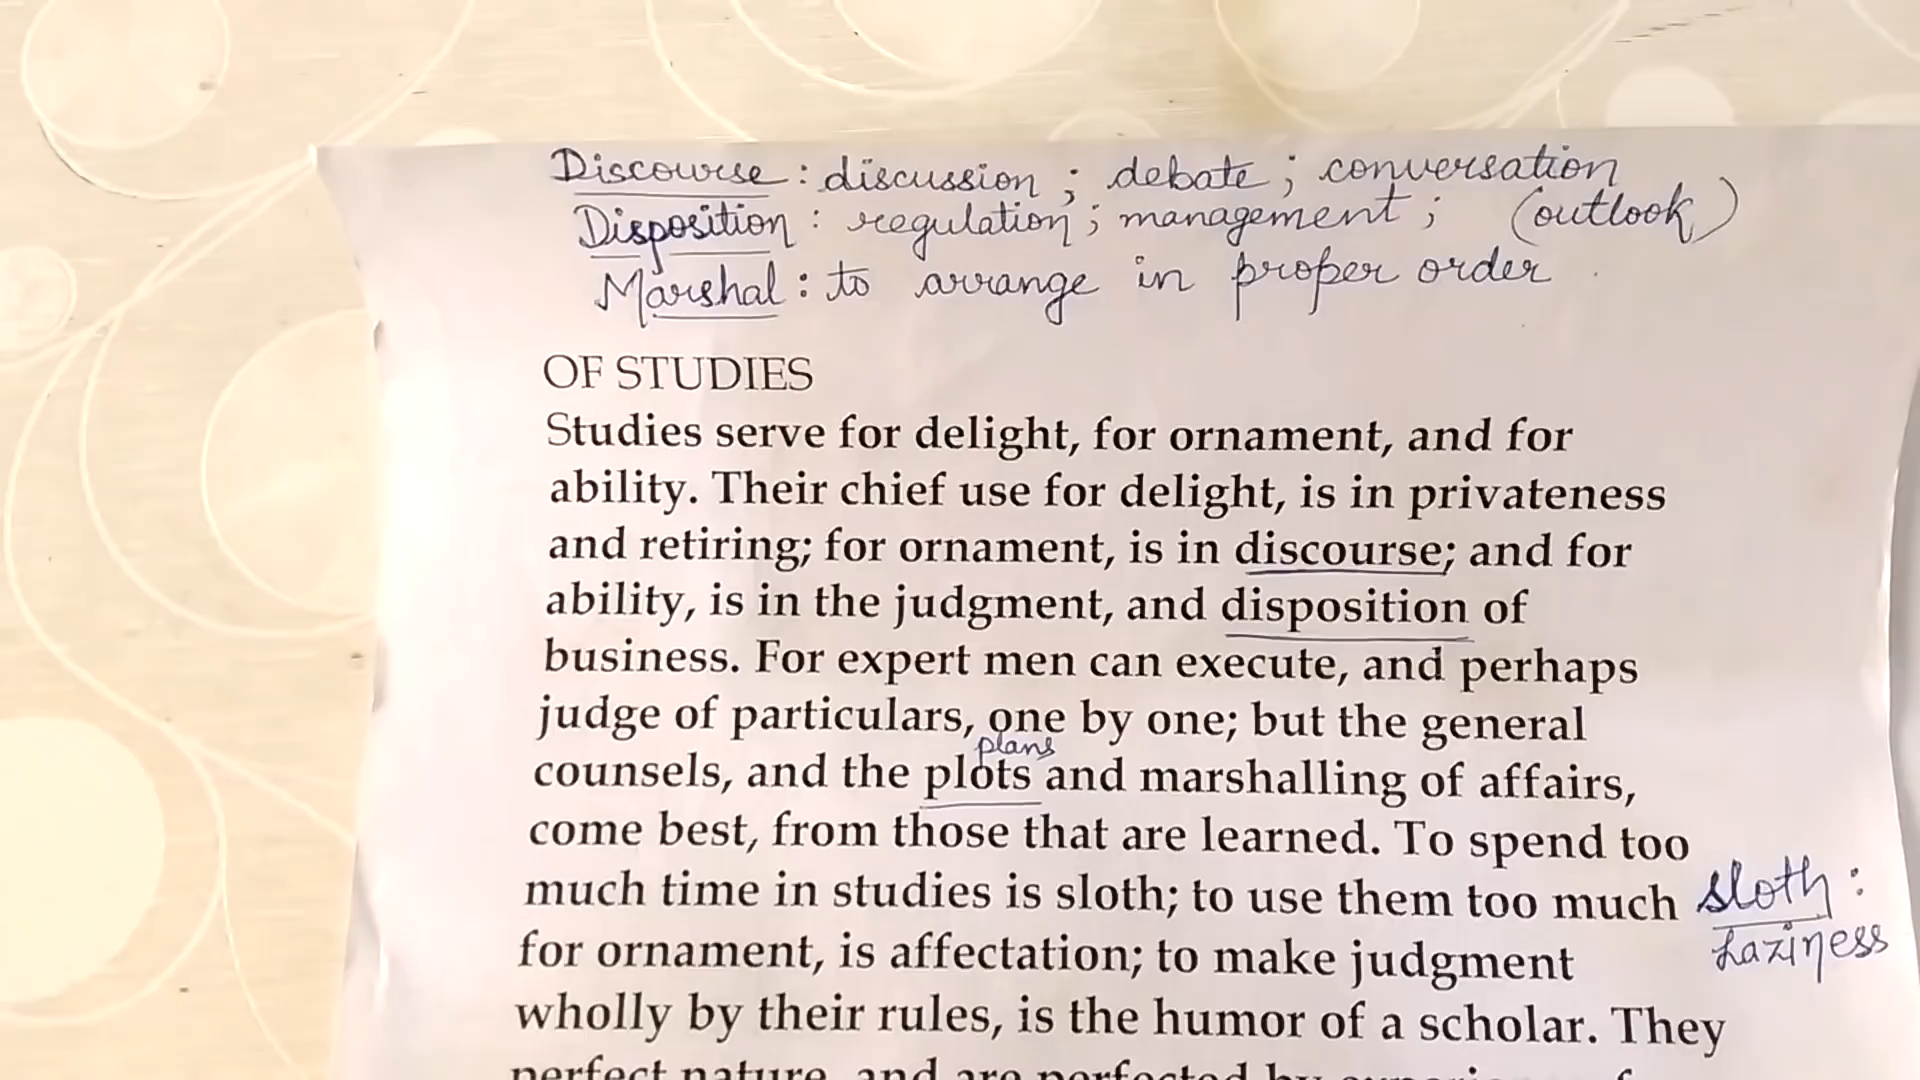 Discourse : discussion ; debate ; conversation
Disposition : regulation ; management ; (outlook)
Marshal : to arrange in proper order
OF STUDIES
Studies serve for delight, for ornament, and for
ability. Their chief use for delight, is in privateness
and retiring; for ornament, is in discourse; and for
ability, is in the judgment, and disposition of
business. For expert men can execute, and perhaps
judge of particulars, one by one; but the general
plans
counsels, and the plots and marshalling of affairs,
come best, from those that are learned. To spend too
much time in studies is sloth; to use them too much
sloth :
Laziness
for ornament, is affectation; to make judgment
wholly by their rules, is the humor of a scholar. They
perfect nature, and are perfected by